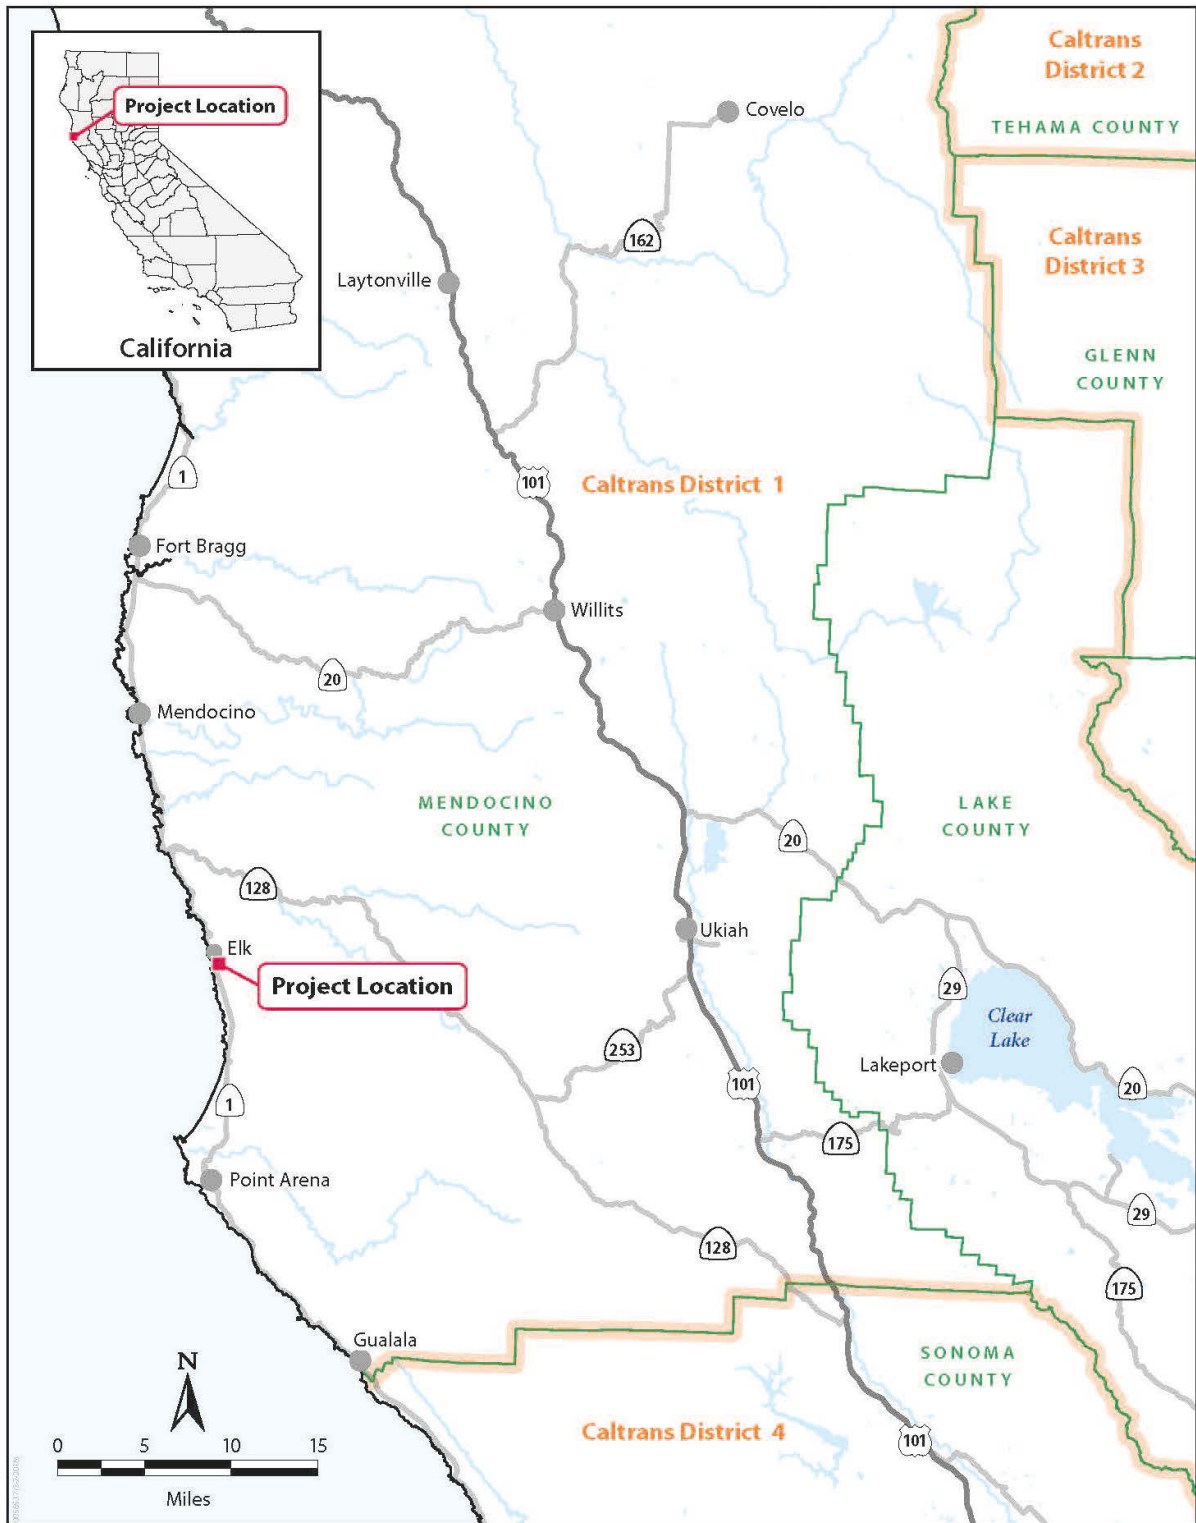 Caltrans
District 2
TEHAMA COUNTY
Project Location
California
Covelo
162
Caltrans
District 3
Laytonville
GLENN
COUNTY
1
101
Caltrans District 1
Fort Bragg
Willits
20
Mendocino
MENDOCINO
COUNTY
LAKE
COUNTY
20
128
Ukiah
Elk
Project Location
29
Clear
Lake
253
Lakeport
101
20
1
175
Point Arena
29
128
175
Gualala
SONOMA
COUNTY
N
Caltrans District 4
101
0 5 10 15
Miles